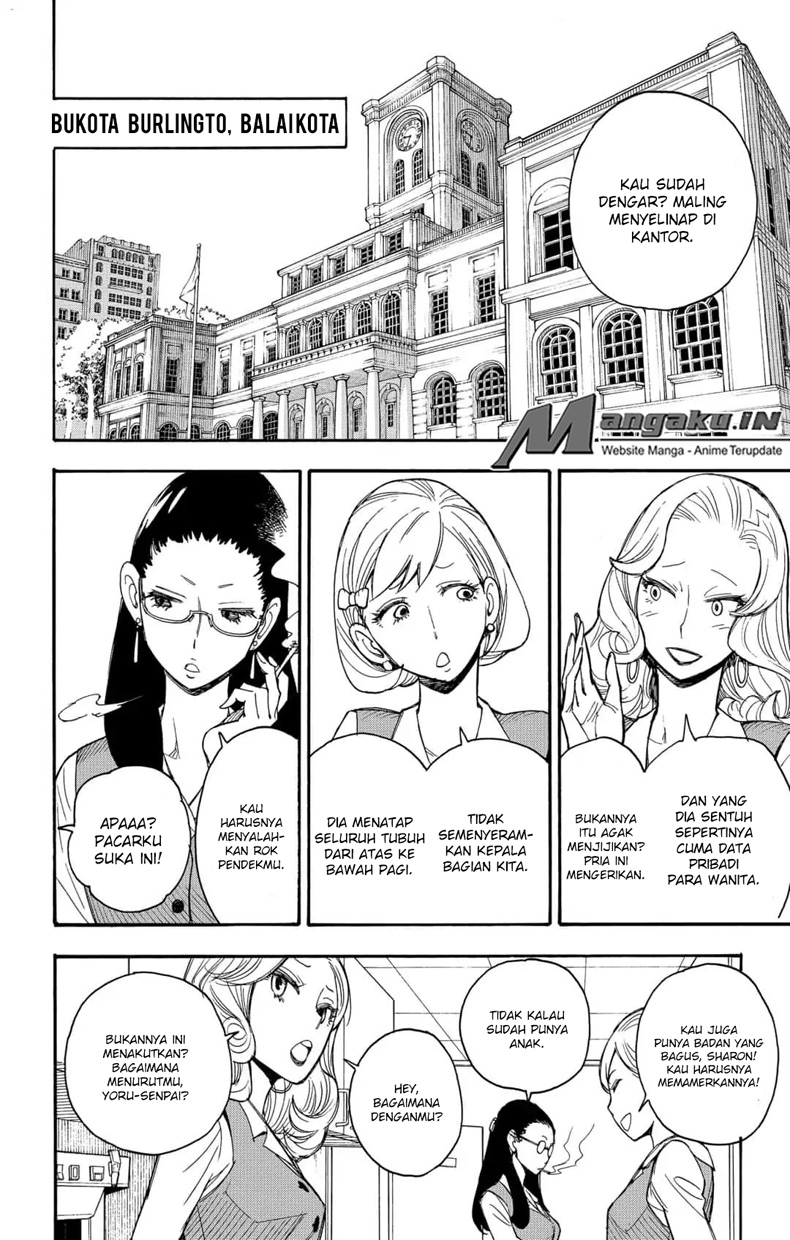 BUKOTA BURLINGTO, BALAIKOTA
KAU SUDAH
DENGAR? MALING
MENYELINAP DI
KANTOR.
Mangaku.IN
Website Manga - Anime Terupdate
DAN YANG
DIA SENTUH
SEPERTINYA
CUMA DATA
PRIBADI
PARA WANITA.
BUKANNYA
ITU AGAK
MENJIJIKAN?
PRIA INI
MENGERIKAN.
TIDAK
SEMENYERAM-
KAN KEPALA
BAGIAN KITA.
DIA MENATAP
SELURUH TUBUH
DARI ATAS KE
BAWAH PAGI.
KAU
HARUSNYA
MENYALAH-
KAN ROK
PENDEKMU.
APAAA?
PACARKU
SUKA INI!
KAU JUGA
PUNYA BADAN YANG
BAGUS, SHARON!
KAU HARUSNYA
MEMAMERKANNYA!
TIDAK KALAU
SUDAH PUNYA
ANAK.
HEY,
BAGAIMANA
DENGANMU?
BUKANNYA INI
MENAKUTKAN?
BAGAIMANA
MENURUTMU,
YORU-SENPAI?